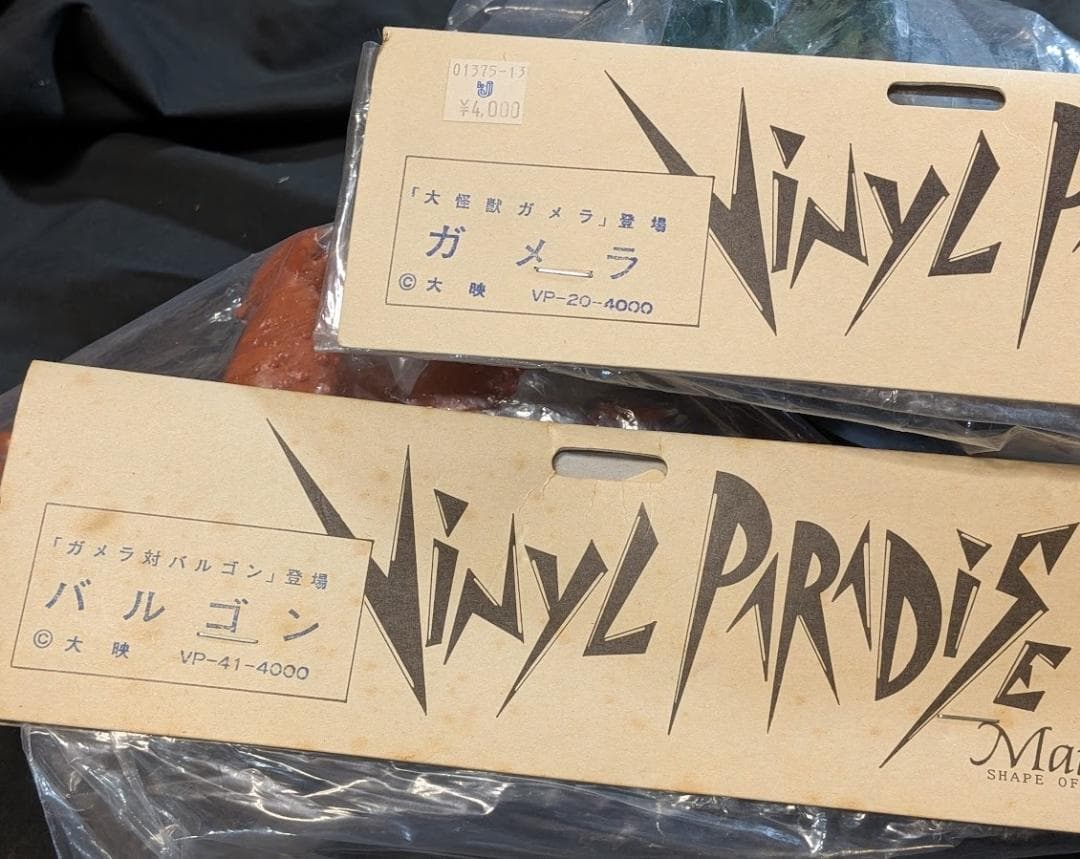 01375-13
¥4,000
VINYL P
「大怪獣ガメラ」登場
ガメラ
©大映 VP-20-4000
VINYL PARADISE
「ガメラ対バルゴン」登場
バルゴン
©大映 VP-41-4000
Mar
SHAPE OF